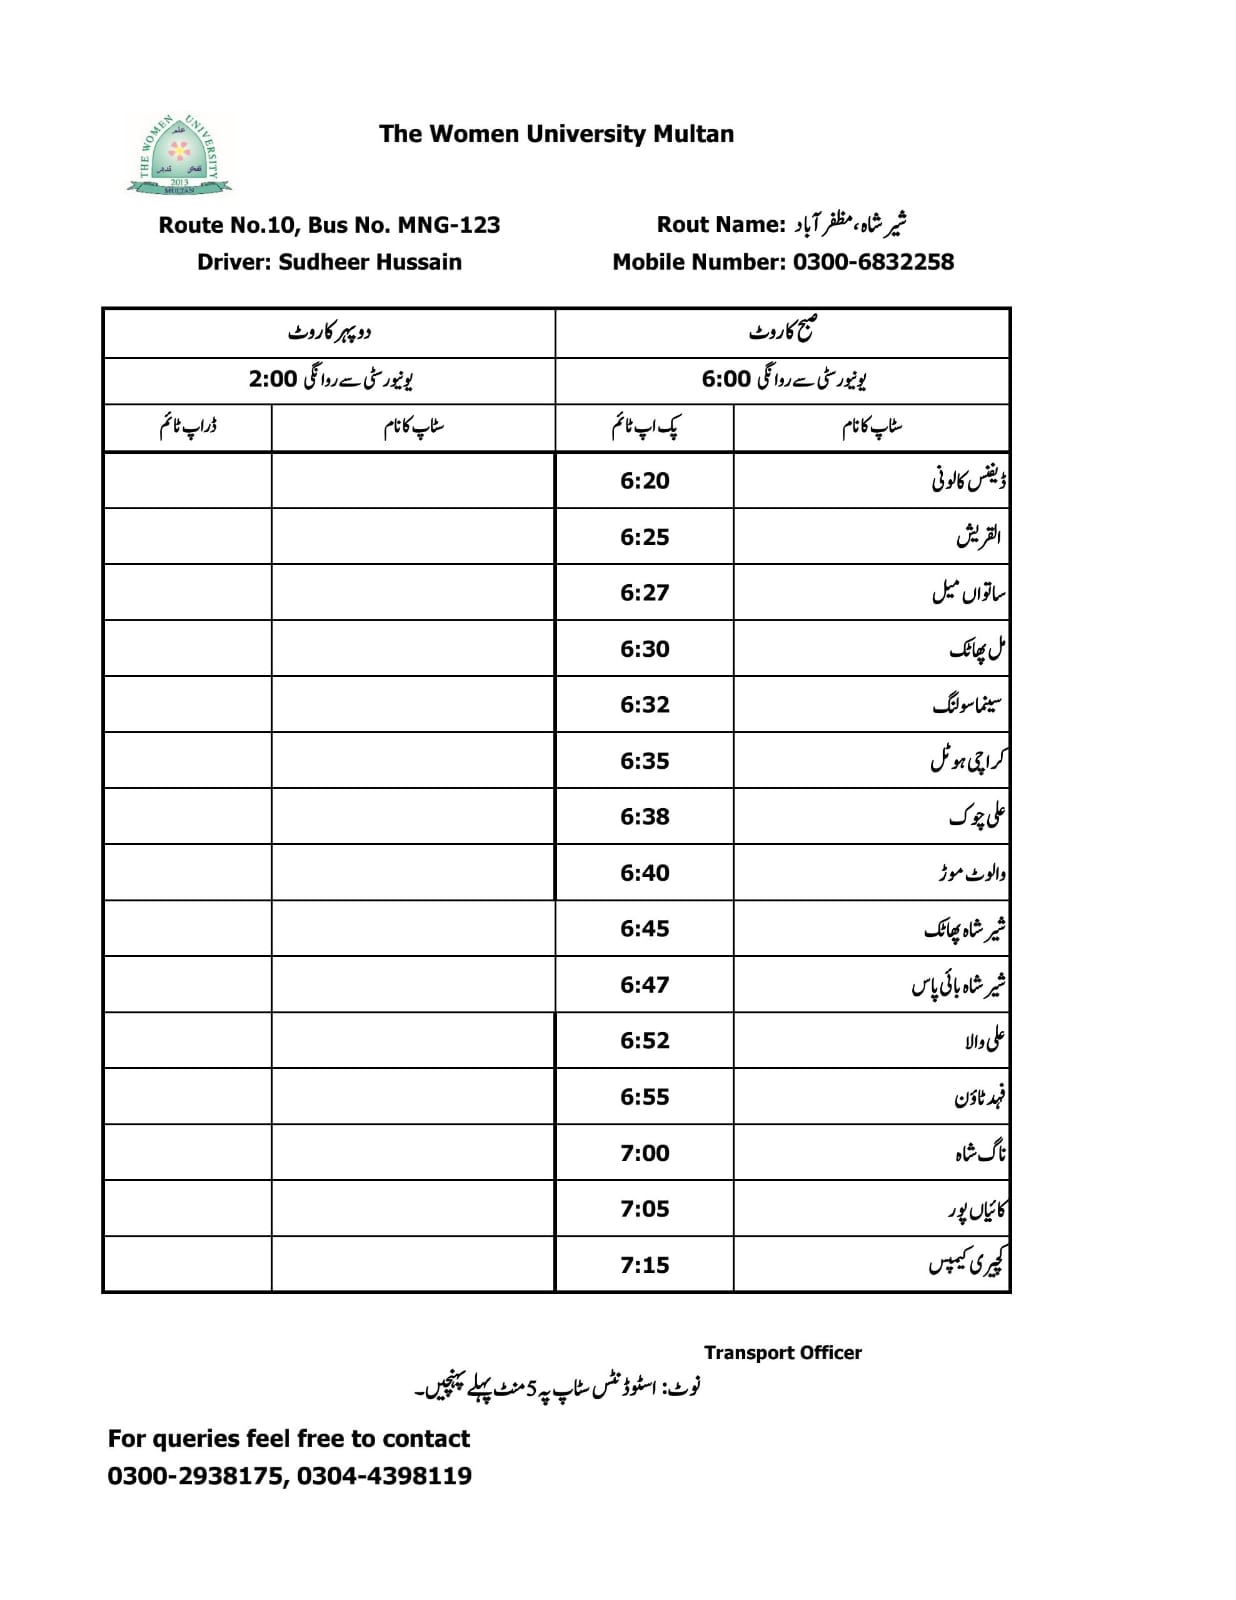 THE WOMEN UNIVERSITY
علم
2013
MULTAN
The Women University Multan
Route No.10, Bus No. MNG-123
Rout Name: شیر شاہ، مظفر آباد
Driver: Sudheer Hussain
Mobile Number: 0300-6832258
صبح کا روٹ
دوپہر کا روٹ
یونیورسٹی سے روانگی 6:00
یونیورسٹی سے روانگی 2:00
سٹاپ کا نام پک اپ ٹائم سٹاپ کا نام ڈراپ ٹائم
ڈیفنس کالونی 6:20
القریش 6:25
ساتواں میل 6:27
مل پھاٹک 6:30
سینما سولنگ 6:32
کراچی ہوٹل 6:35
علی چوک 6:38
والوٹ موڑ 6:40
شیر شاہ پھاٹک 6:45
شیر شاہ بائی پاس 6:47
علی والا 6:52
فہد ٹاؤن 6:55
ناگ شاہ 7:00
کائیاں پور 7:05
کچیری کیمپس 7:15
Transport Officer
نوٹ: اسٹوڈنٹس سٹاپ پہ 5 منٹ پہلے پہنچیں۔
For queries feel free to contact
0300-2938175, 0304-4398119